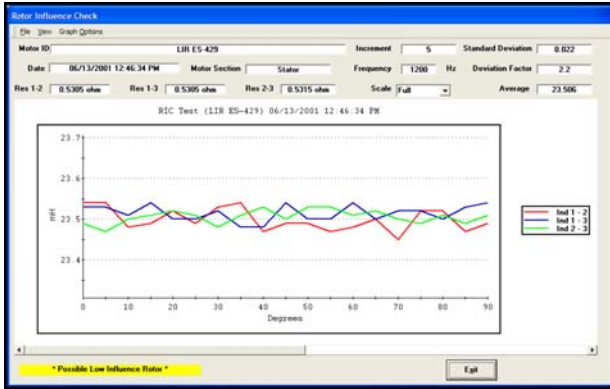 Rotor Influence Check
File View Graph Options
Motor ID LIR ES-429 Increment 5 Standard Deviation 0.022
Date 06/13/2001 12:46:34 PM Motor Section Stator Frequency 1200 Hz Deviation Factor 2.2
Res 1-2 0.5305 ohm Res 1-3 0.5305 ohm Res 2-3 0.5315 ohm Scale Full Average 23.506
RIC Test (LIR ES-429) 06/13/2001 12:46:34 PM
23.7
23.6
23.5
23.4
mH
0 10 20 30 40 50 60 70 80 90
Degrees
Ind 1 - 2
Ind 1 - 3
Ind 2 - 3
* Possible Low Influence Rotor *
Exit